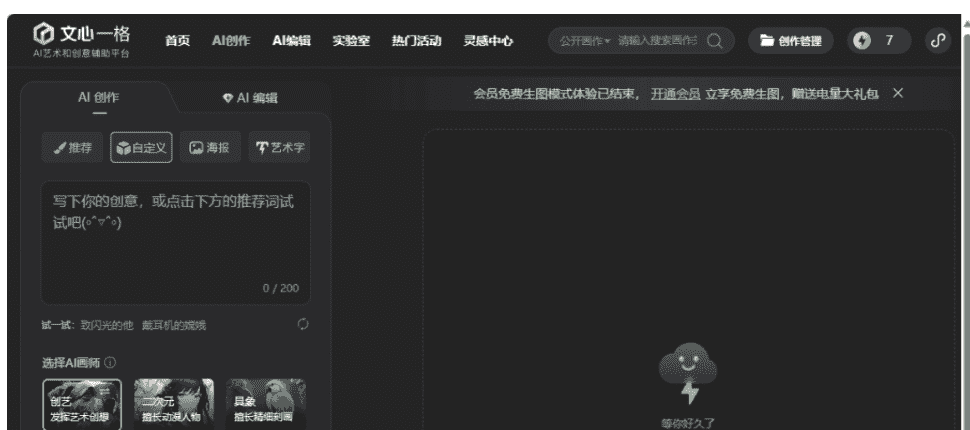 文心一格
AI艺术和创意辅助平台
首页 AI创作 AI编辑 实验室 热门活动 灵感中心
公开画作 请输入搜索画作
创作管理
7
AI 创作
AI 编辑
会员免费生图模式体验已结束， 开通会员 立享免费生图，赠送电量大礼包
推荐 自定义 海报 艺术字
写下你的创意，或点击下方的推荐词试
试吧(∘˃▿˂∘)
0 / 200
试一试：致闪光的他 戴耳机的嫦娥
选择AI画师
创艺
发挥艺术创想
二次元
擅长动漫人物
具象
擅长精细刻画
等你好久了